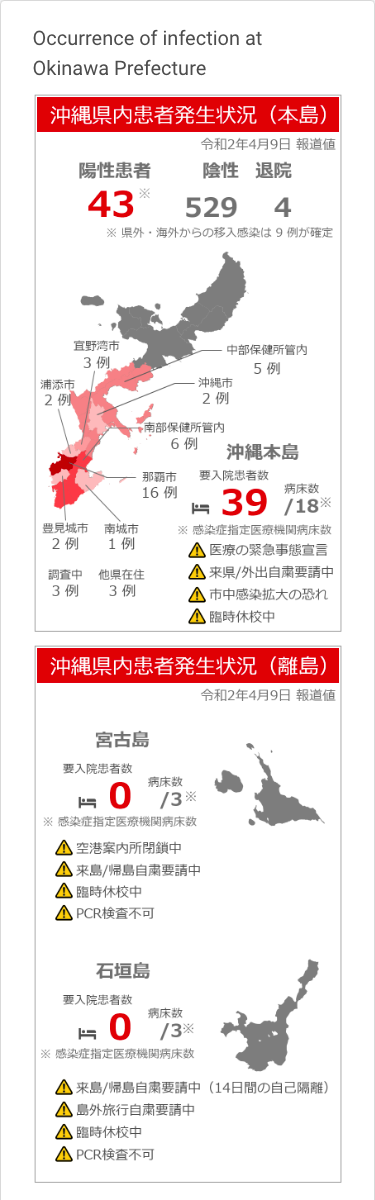 Occurrence of infection at
Okinawa Prefecture
沖縄県内患者発生状況（本島）
令和2年4月9日 報道値
陽性患者 陰性 退院
43※ 529 4
※ 県外・海外からの移入感染は 9 例が確定
宜野湾市
3 例
中部保健所管内
5 例
浦添市
2 例
沖縄市
2 例
南部保健所管内
6 例
那覇市
16 例
沖縄本島
要入院患者数
39
病床数
/18※
※ 感染症指定医療機関病床数
豊見城市
2 例
南城市
1 例
調査中
3 例
他県在住
3 例
医療の緊急事態宣言
来県/外出自粛要請中
市中感染拡大の恐れ
臨時休校中
沖縄県内患者発生状況（離島）
令和2年4月9日 報道値
宮古島
要入院患者数
0
病床数
/3※
※ 感染症指定医療機関病床数
空港案内所閉鎖中
来島/帰島自粛要請中
臨時休校中
PCR検査不可
石垣島
要入院患者数
0
病床数
/3※
※ 感染症指定医療機関病床数
来島/帰島自粛要請中（14日間の自己隔離）
島外旅行自粛要請中
臨時休校中
PCR検査不可